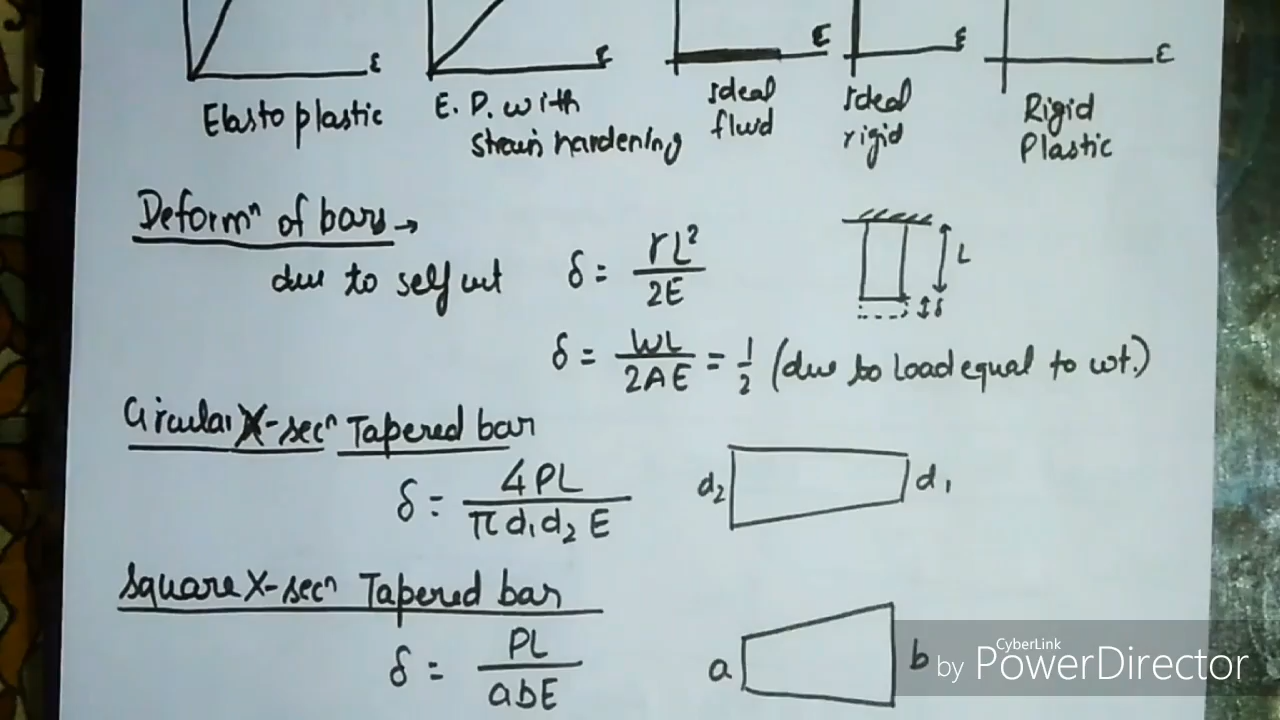 ε ε ε ε ε
Elasto plastic E. P. with strain hardening Ideal fluid Ideal rigid Rigid Plastic
Deformⁿ of bars →
due to self wt δ = γL²/2E L δ
δ = WL/2AE = 1/2 (due to Load equal to wt.)
Circular X-secⁿ Tapered bar
δ = 4PL/πd₁d₂E d₂ d₁
Square X-secⁿ Tapered bar
δ = PL/abE a b
CyberLink
by PowerDirector